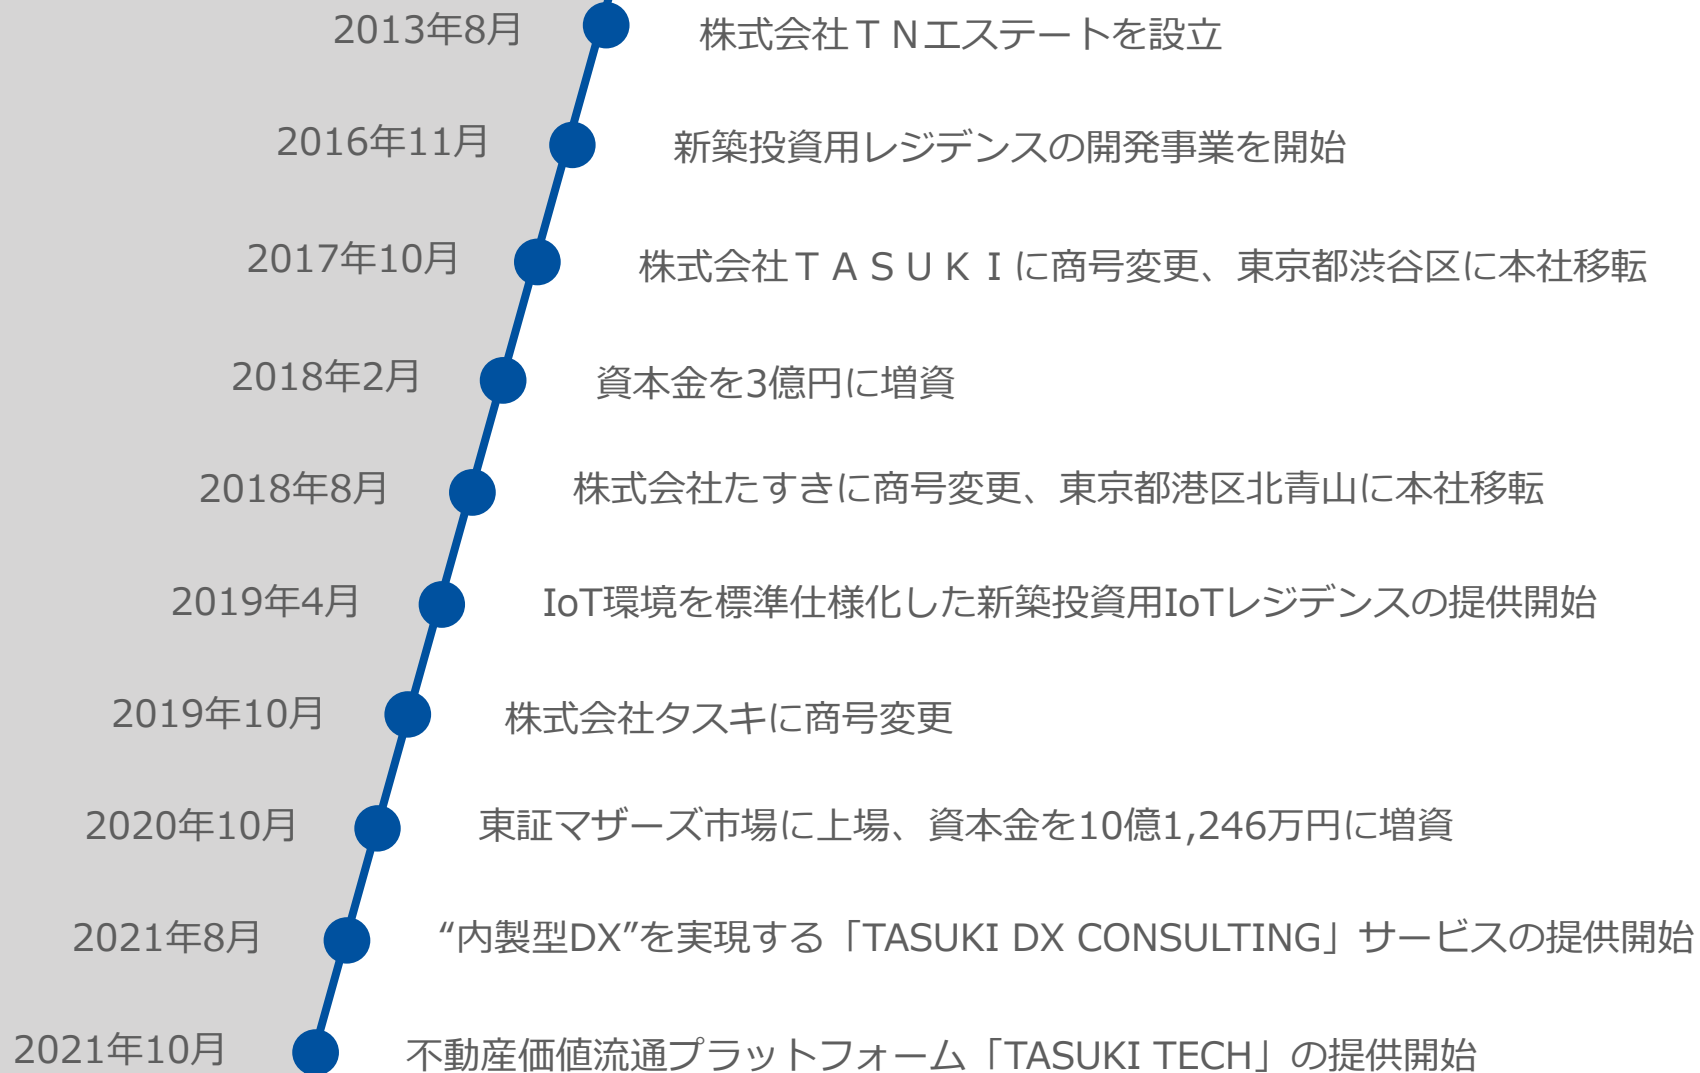 2013年8月 株式会社ＴＮエステートを設立
2016年11月 新築投資用レジデンスの開発事業を開始
2017年10月 株式会社ＴＡＳＵＫＩに商号変更、東京都渋谷区に本社移転
2018年2月 資本金を3億円に増資
2018年8月 株式会社たすきに商号変更、東京都港区北青山に本社移転
2019年4月 IoT環境を標準仕様化した新築投資用IoTレジデンスの提供開始
2019年10月 株式会社タスキに商号変更
2020年10月 東証マザーズ市場に上場、資本金を10億1,246万円に増資
2021年8月 “内製型DX”を実現する「TASUKI DX CONSULTING」サービスの提供開始
2021年10月 不動産価値流通プラットフォーム「TASUKI TECH」の提供開始